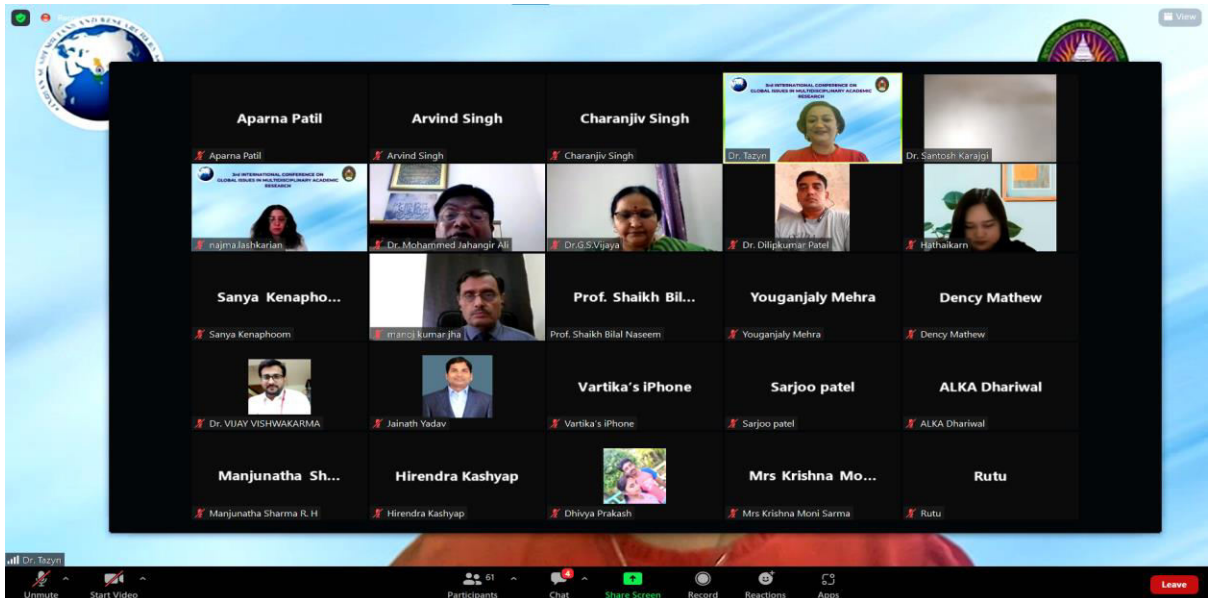 View
Aparna Patil
Arvind Singh
Charanjiv Singh
3rd INTERNATIONAL CONFERENCE ON
GLOBAL ISSUES IN MULTIDISCIPLINARY ACADEMIC
RESEARCH
Aparna Patil
Arvind Singh
Charanjiv Singh
Dr. Tazyn
Dr. Santosh Karajgi
3rd INTERNATIONAL CONFERENCE ON
GLOBAL ISSUES IN MULTIDISCIPLINARY ACADEMIC
RESEARCH
najma.lashkarian
Dr. Mohammed Jahangir Ali
Dr.G.S.Vijaya
Dr. Dilipkumar Patel
Hathaikarn
Sanya Kenapho...
Prof. Shaikh Bil...
Youganjaly Mehra
Dency Mathew
Sanya Kenaphoom
manoj kumar jha
Prof. Shaikh Bilal Naseem
Youganjaly Mehra
Dency Mathew
Vartika's iPhone
Sarjoo patel
ALKA Dhariwal
Dr. VIJAY VISHWAKARMA
Jainath Yadav
Vartika's iPhone
Sarjoo patel
ALKA Dhariwal
Manjunatha Sh...
Hirendra Kashyap
Mrs Krishna Mo...
Rutu
Manjunatha Sharma R. H
Hirendra Kashyap
Dhivya Prakash
Mrs Krishna Moni Sarma
Rutu
Dr. Tazyn
61
4
Unmute
Start Video
Participants
Chat
Share Screen
Record
Reactions
Apps
Leave